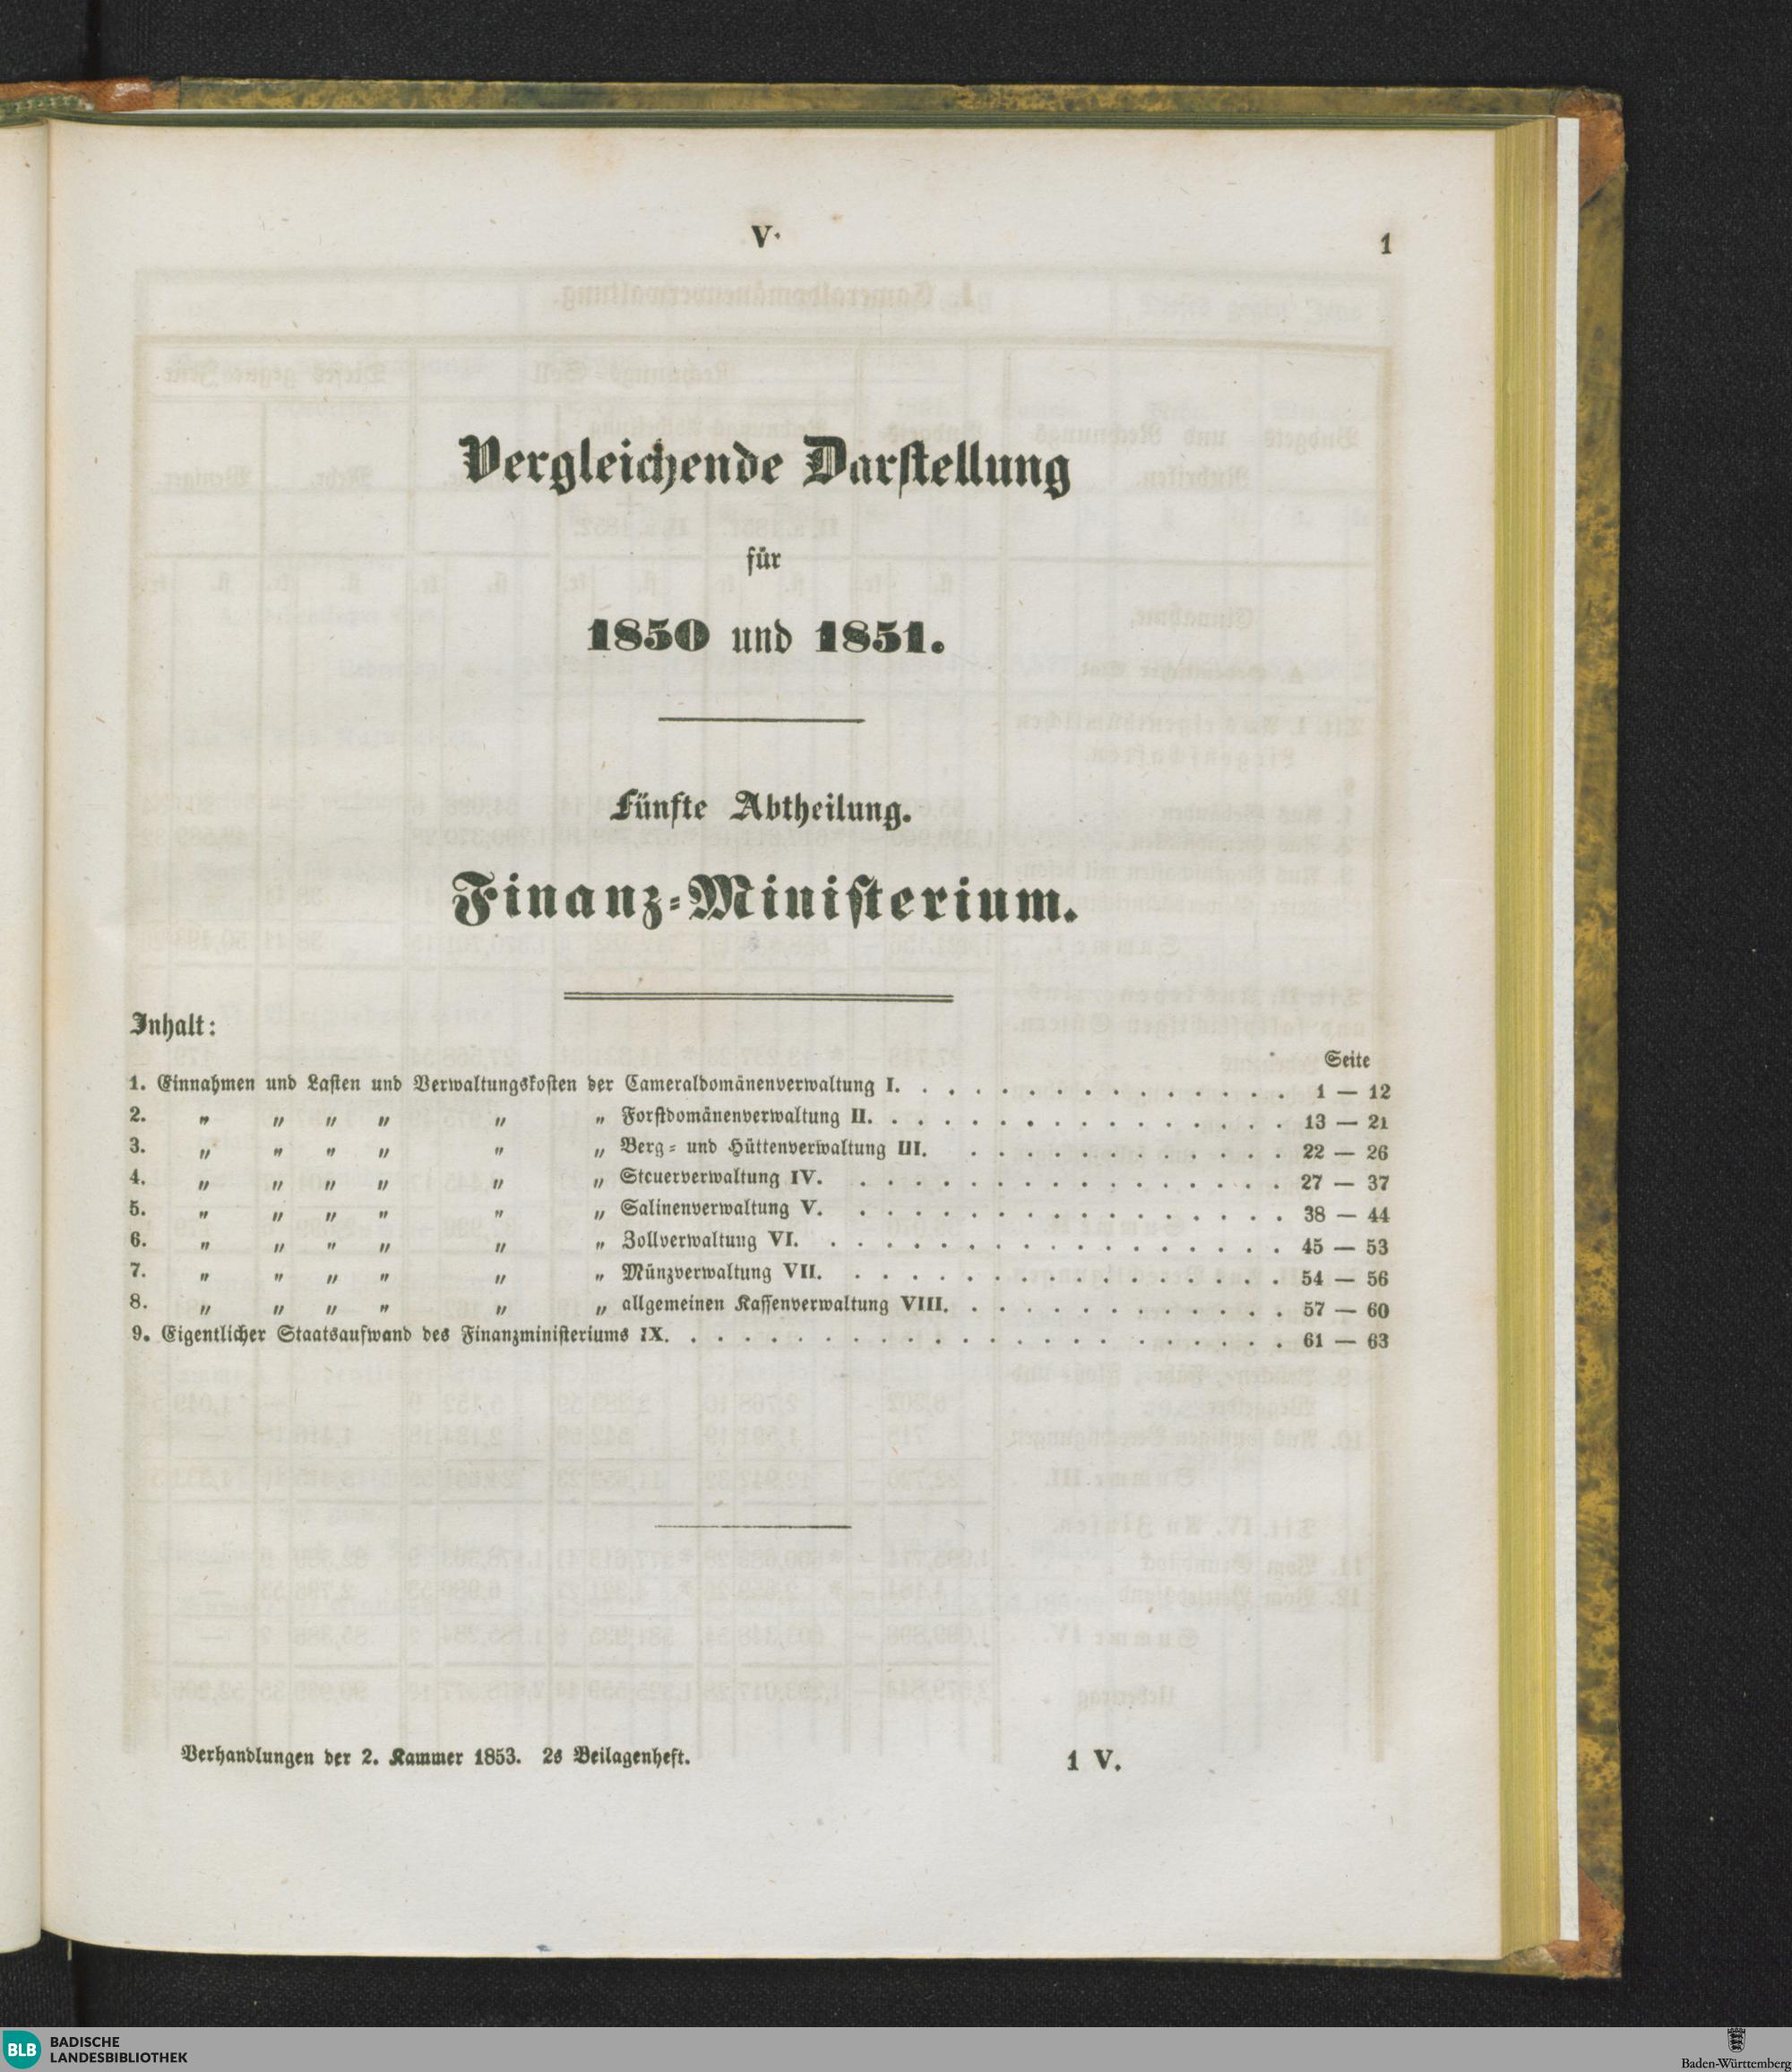 V.
1
Vergleichende Darstellung
für
1850 und 1851.
Fünfte Abtheilung.
Finanz-Ministerium.
Inhalt:
Seite
1. Einnahmen und Lasten und Verwaltungskosten der Cameraldomänenverwaltung I. . . . . . . . . . . . . . . . 1 — 12
2. „ „ „ „ „ „ Forstdomänenverwaltung II. . . . . . . . . . . . . . . . . 13 — 21
3. „ „ „ „ „ „ Berg- und Hüttenverwaltung III. . . . . . . . . . . . . 22 — 26
4. „ „ „ „ „ „ Steuerverwaltung IV. . . . . . . . . . . . . . . . . 27 — 37
5. „ „ „ „ „ „ Salinenverwaltung V. . . . . . . . . . . . . . . . . 38 — 44
6. „ „ „ „ „ „ Zollverwaltung VI. . . . . . . . . . . . . . . . . . 45 — 53
7. „ „ „ „ „ „ Münzverwaltung VII. . . . . . . . . . . . . . . . . 54 — 56
8. „ „ „ „ „ „ allgemeinen Kassenverwaltung VIII. . . . . . . . . . . . . 57 — 60
9. Eigentlicher Staatsaufwand des Finanzministeriums IX. . . . . . . . . . . . . . . . . . . . . . . 61 — 63
Verhandlungen der 2. Kammer 1853. 2s Beilagenheft.
1 V.
BLB BADISCHE
LANDESBIBLIOTHEK
Baden-Württemberg